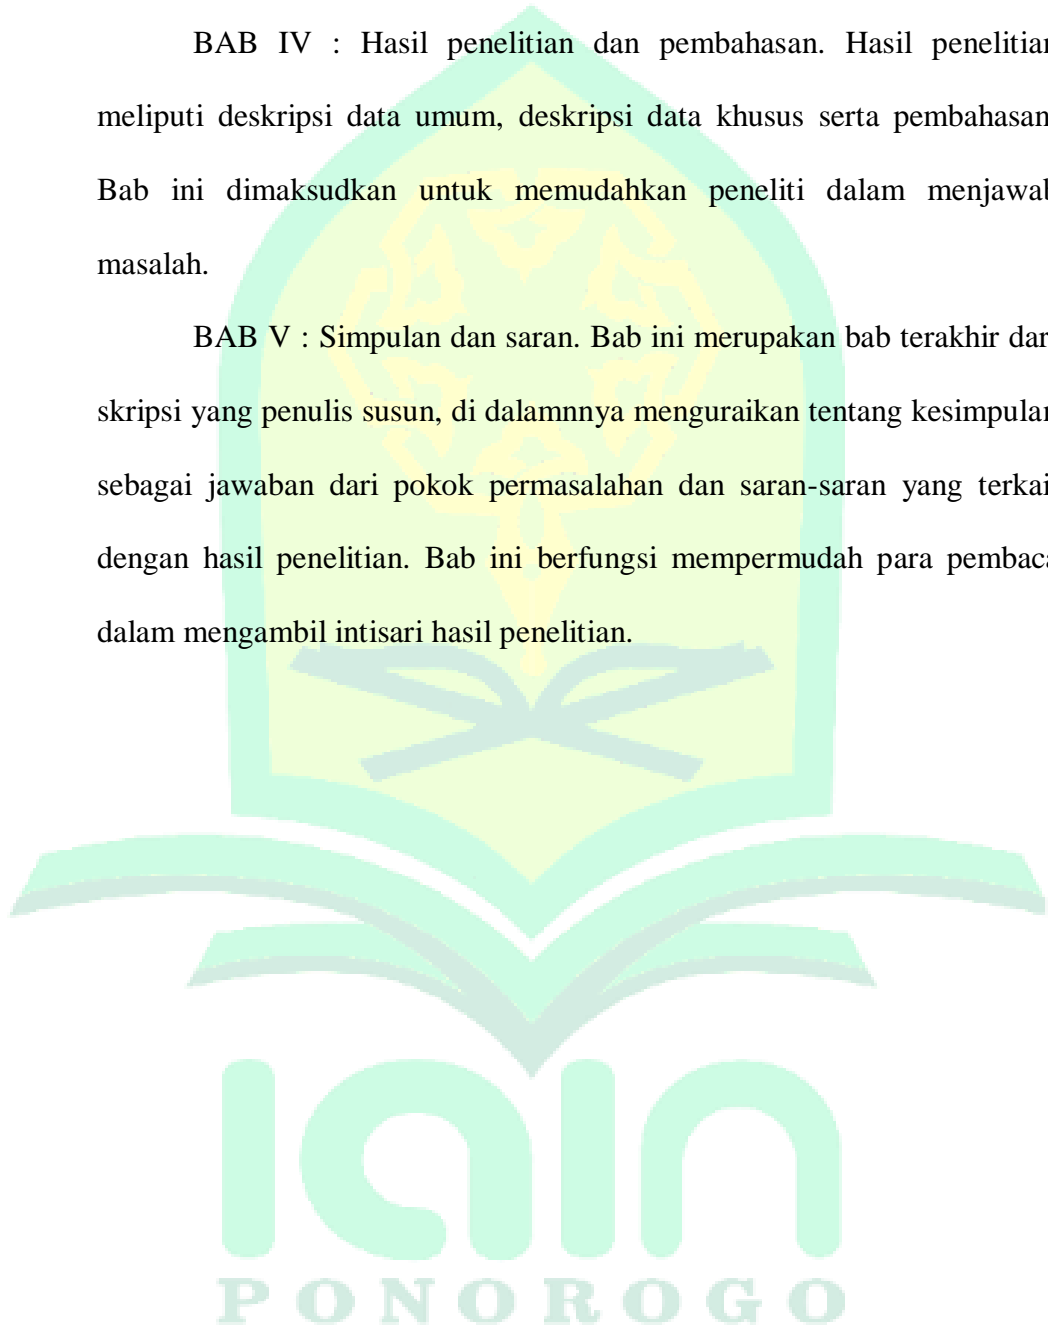 BAB IV : Hasil penelitian dan pembahasan. Hasil penelitian
meliputi deskripsi data umum, deskripsi data khusus serta pembahasan
Bab ini dimaksudkan untuk memudahkan peneliti dalam menjawab
masalah.
BAB V : Simpulan dan saran. Bab ini merupakan bab terakhir dar
skripsi yang penulis susun, di dalamnnya menguraikan tentang kesimpulan
sebagai jawaban dari pokok permasalahan dan saran-saran yang terkai
dengan hasil penelitian. Bab ini berfungsi mempermudah para pembaca
dalam mengambil intisari hasil penelitian.
iain
PONOROGO